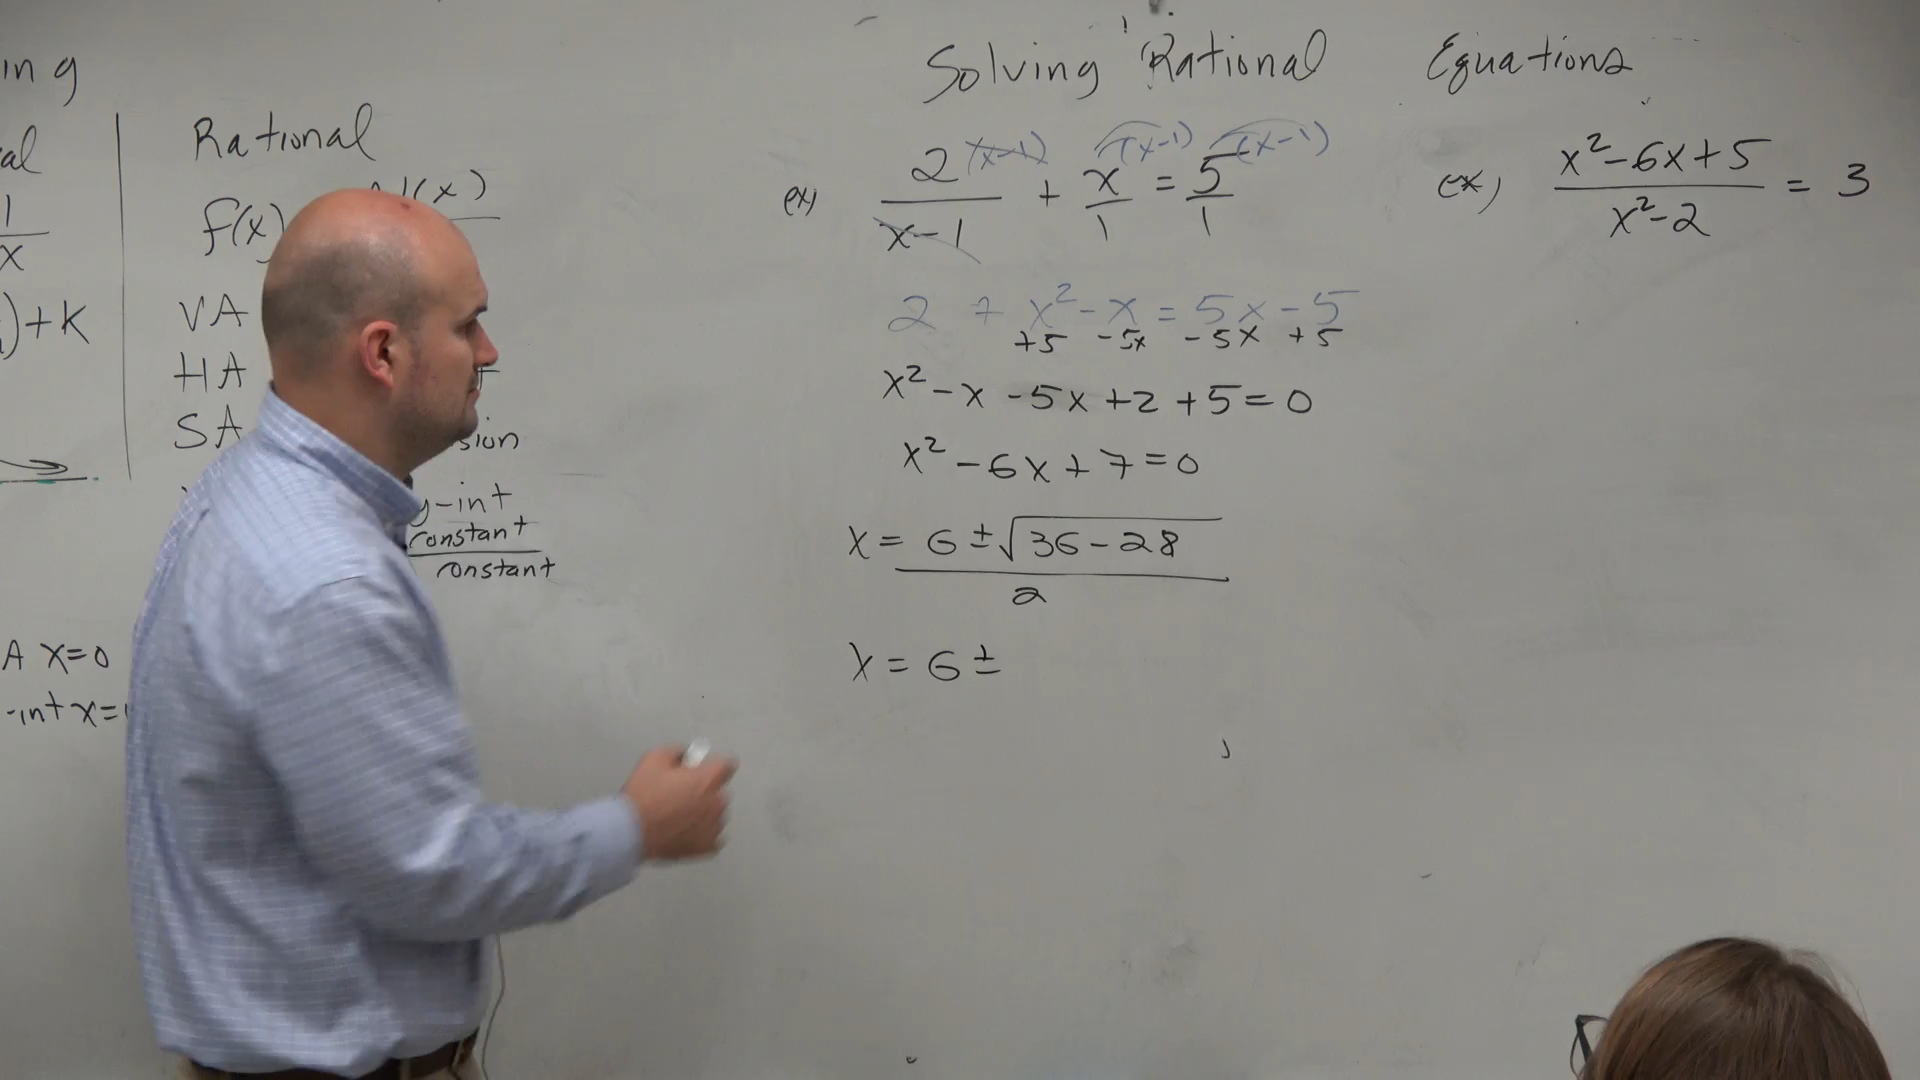 Solving Rational Equations
Rational
f(x)
VA
HA
SA
y-int
constant
constant
1
x
)+K
A x=0
-int x=
ex) 2(x-1)/x-1 + x(x-1)/1 = 5(x-1)/1
2 + x²-x = 5x-5
+5 -5x -5x +5
x²-x-5x+2+5=0
x²-6x+7=0
x= 6±√36-28
2
x = 6±
ex) x²-6x+5/x²-2 = 3